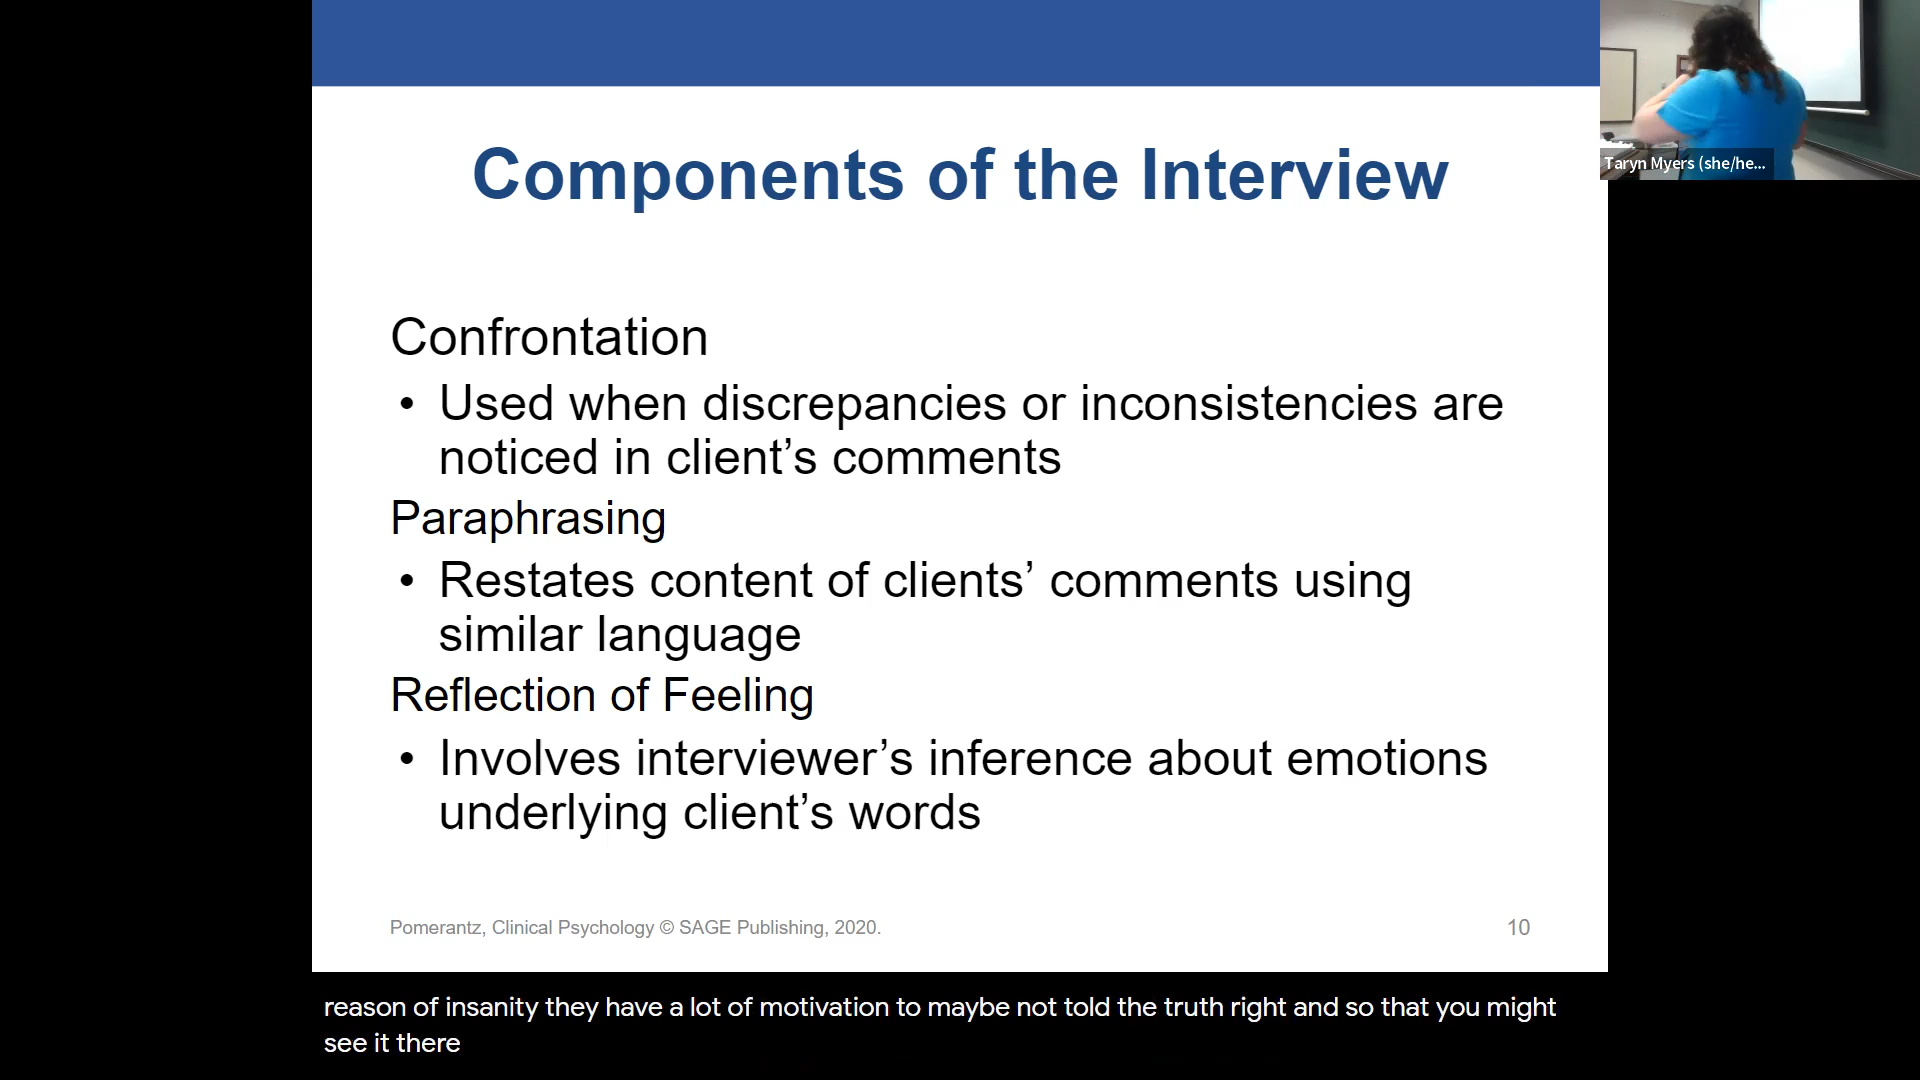 Components of the Interview
Taryn Myers (she/he...
Confrontation
• Used when discrepancies or inconsistencies are
noticed in client’s comments
Paraphrasing
• Restates content of clients’ comments using
similar language
Reflection of Feeling
• Involves interviewer’s inference about emotions
underlying client’s words
Pomerantz, Clinical Psychology © SAGE Publishing, 2020.
10
reason of insanity they have a lot of motivation to maybe not told the truth right and so that you might
see it there